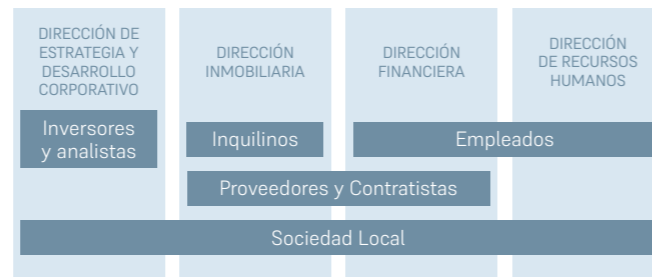 DIRECCIÓN DE
ESTRATEGIA Y
DESARROLLO
CORPORATIVO
DIRECCIÓN
INMOBILIARIA
DIRECCIÓN
FINANCIERA
DIRECCIÓN
DE RECURSOS
HUMANOS
Inversores
y analistas
Inquilinos
Empleados
Proveedores y Contratistas
Sociedad Local